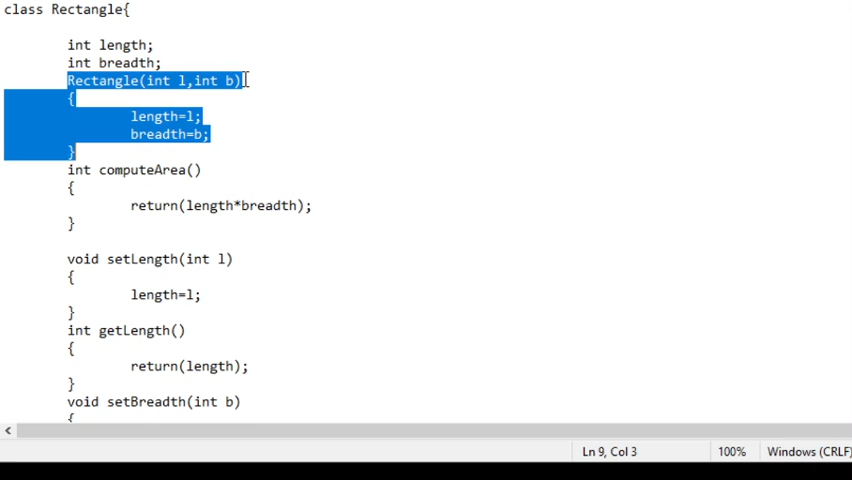 class Rectangle{
int length;
int breadth;
Rectangle(int l,int b)
{
length=l;
breadth=b;
}
int computeArea()
{
return(length*breadth);
}
void setLength(int l)
{
length=l;
}
int getLength()
{
return(length);
}
void setBreadth(int b)
{
Ln 9, Col 3 100% Windows (CRLF)